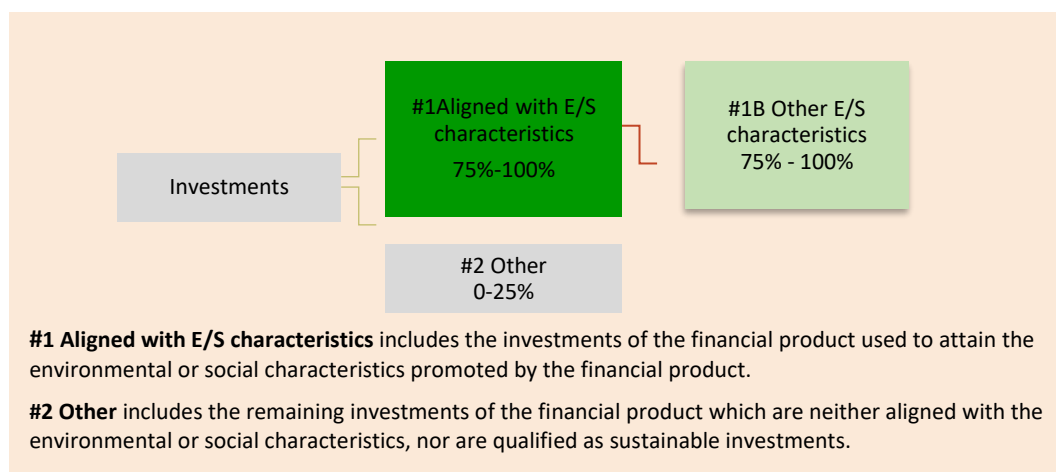 #1Aligned with E/S
characteristics
75%-100%
#1B Other E/S
characteristics
75% - 100%
Investments
#2 Other
0-25%
#1 Aligned with E/S characteristics includes the investments of the financial product used to attain the
environmental or social characteristics promoted by the financial product.
#2 Other includes the remaining investments of the financial product which are neither aligned with the
environmental or social characteristics, nor are qualified as sustainable investments.